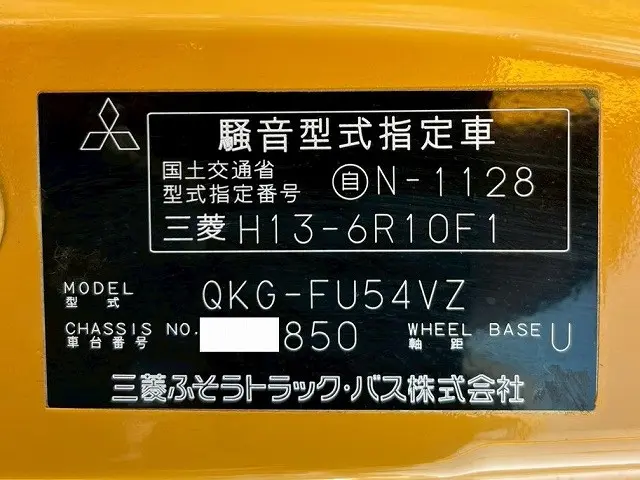 騒音型式指定車
国土交通省
型式指定番号 自N-1128
三菱 H13-6R10F1
MODEL QKG-FU54VZ
型式
CHASSIS NO. 850 WHEEL BASE U
車台番号 軸距
三菱ふそうトラック・バス株式会社